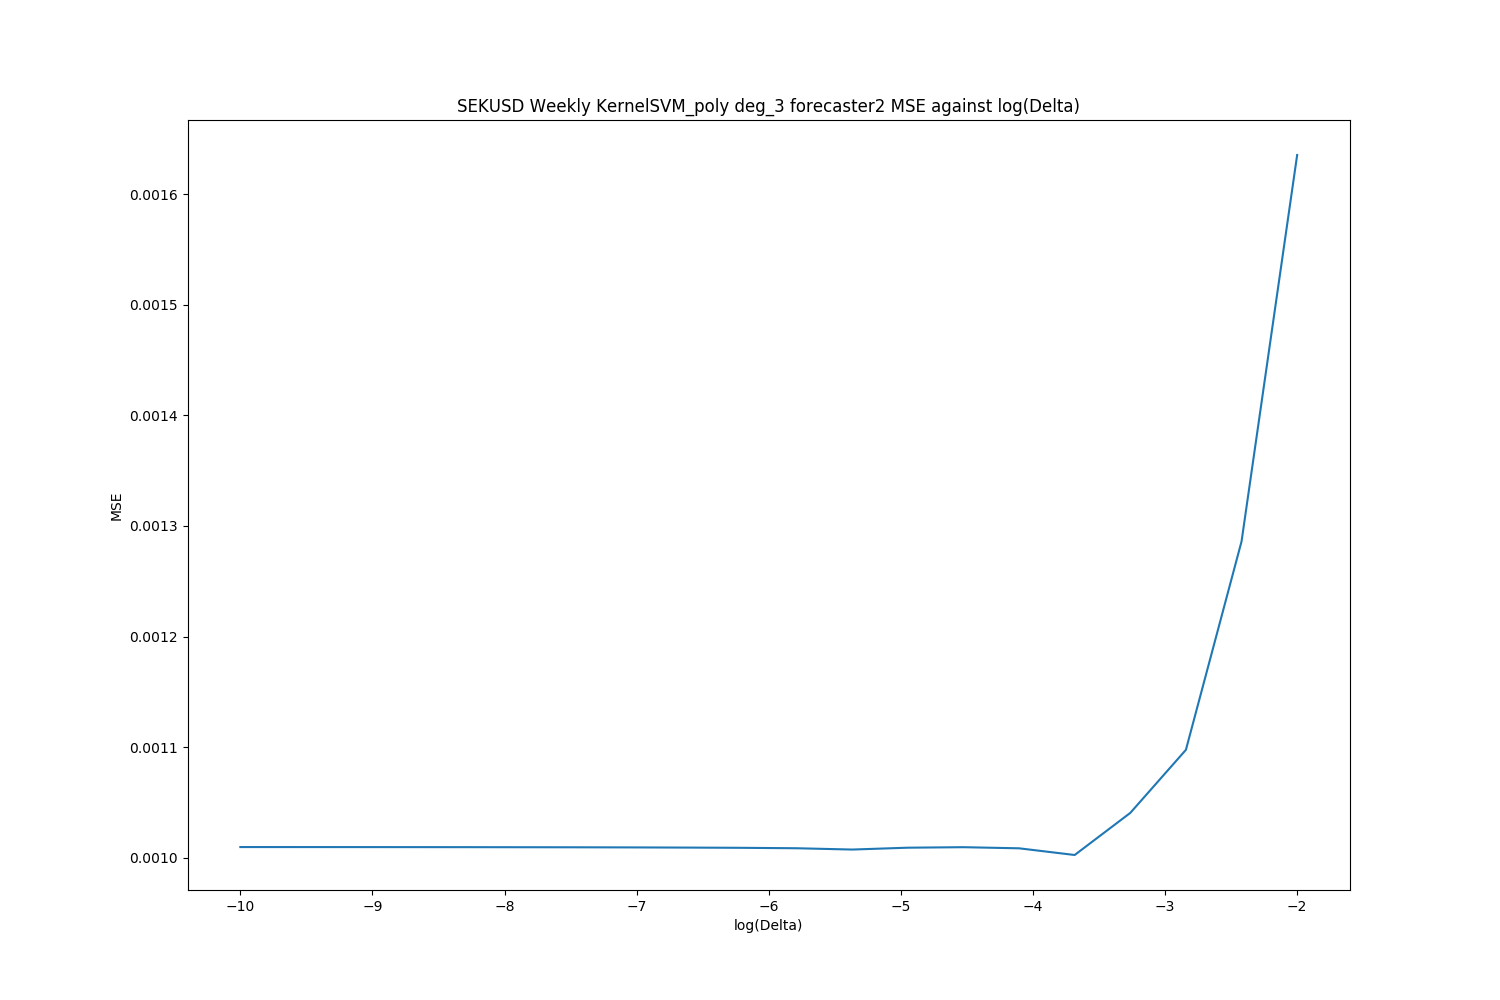 SEKUSD Weekly KernelSVM_poly deg_3 forecaster2 MSE against log(Delta)
0.0016
0.0015
0.0014
0.0013
0.0012
0.0011
0.0010
MSE
−10 −9 −8 −7 −6 −5 −4 −3 −2
log(Delta)